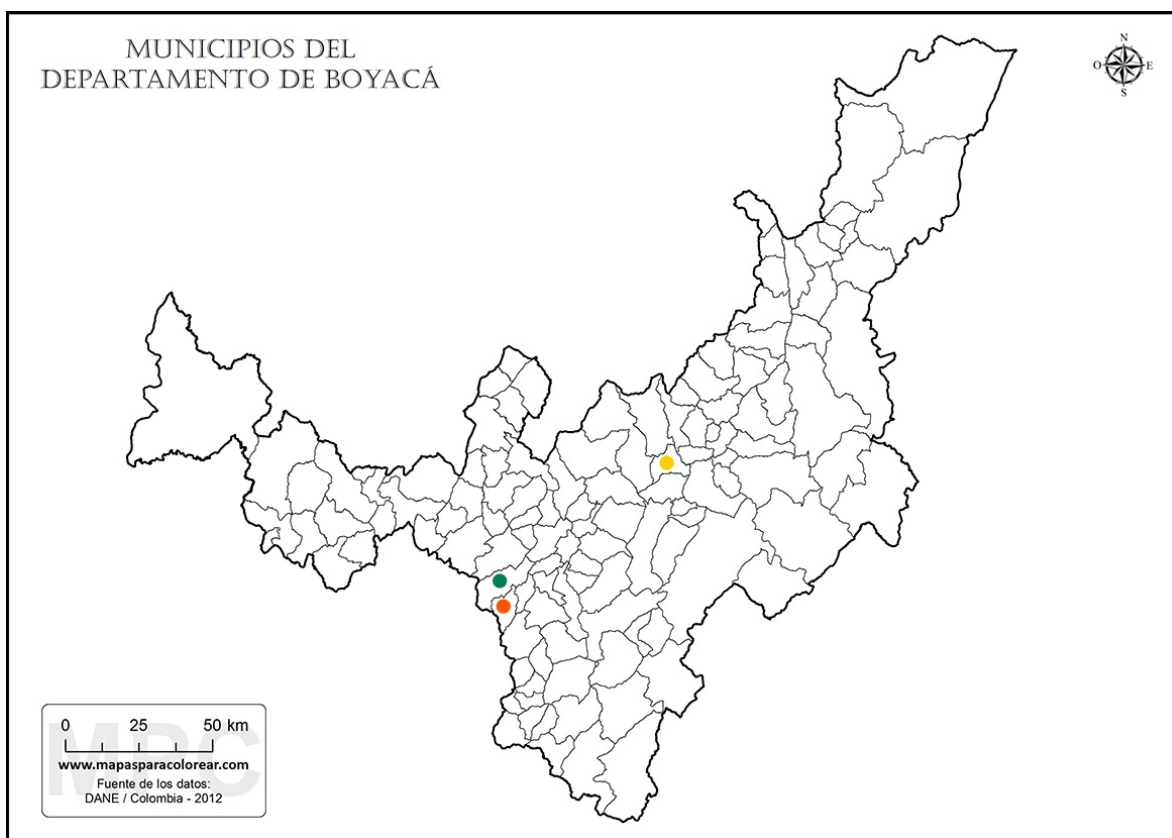 MUNICIPIOS DEL
DEPARTAMENTO DE BOYACÁ
N
O E
S
0 25 50 km
MPC
www.mapasparacolorear.com
Fuente de los datos:
DANE / Colombia - 2012